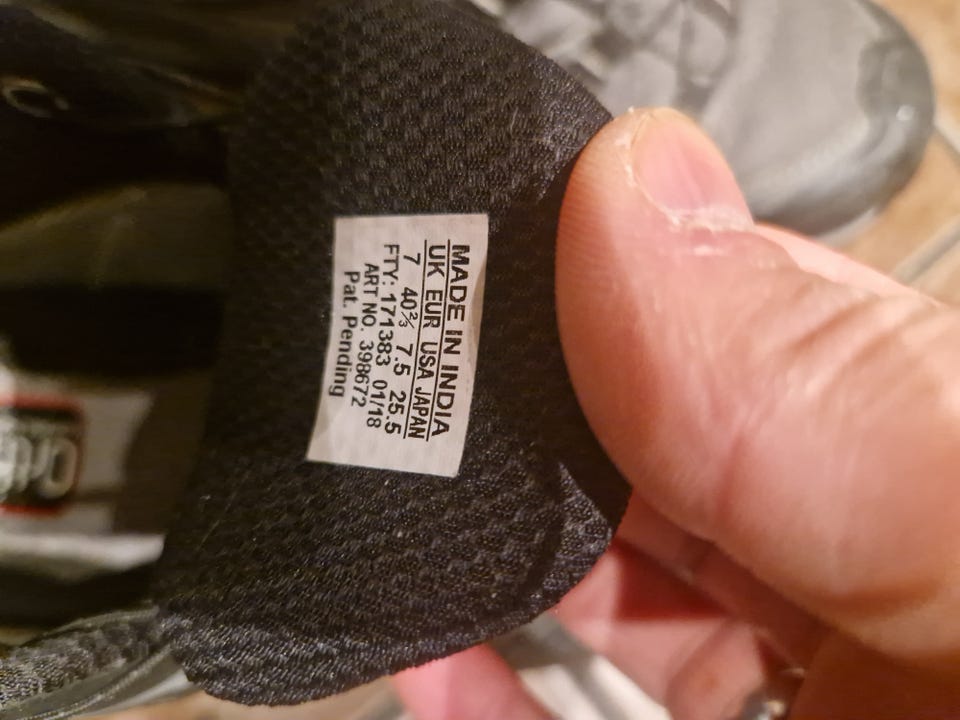 MADE IN INDIA
UK EUR USA JAPAN
7 40⅔ 7.5 25.5
FTY: 171383 01/18
ART NO. 398672
Pat. Pending